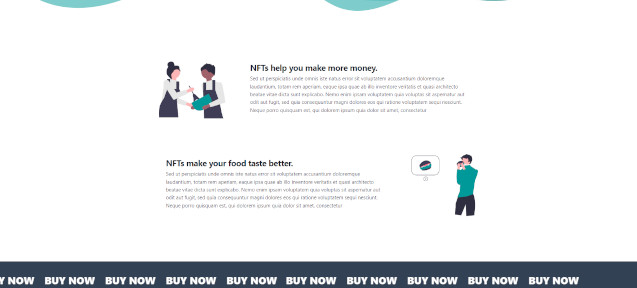 NFTs help you make more money.
Sed ut perspiciatis unde omnis iste natus error sit voluptatem accusantium doloremque
laudantium, totam rem aperiam, eaque ipsa quae ab illo inventore veritatis et quasi architecto
beatae vitae dicta sunt explicabo. Nemo enim ipsam voluptatem quia voluptas sit aspernatur aut
odit aut fugit, sed quia consequuntur magni dolores eos qui ratione voluptatem sequi nesciunt.
Neque porro quisquam est, qui dolorem ipsum quia dolor sit amet, consectetur
NFTs make your food taste better.
Sed ut perspiciatis unde omnis iste natus error sit voluptatem accusantium doloremque
laudantium, totam rem aperiam, eaque ipsa quae ab illo inventore veritatis et quasi architecto
beatae vitae dicta sunt explicabo. Nemo enim ipsam voluptatem quia voluptas sit aspernatur aut
odit aut fugit, sed quia consequuntur magni dolores eos qui ratione voluptatem sequi nesciunt.
Neque porro quisquam est, qui dolorem ipsum quia dolor sit amet, consectetur
Y NOW BUY NOW BUY NOW BUY NOW BUY NOW BUY NOW BUY NOW BUY NOW BUY NOW BUY NOW